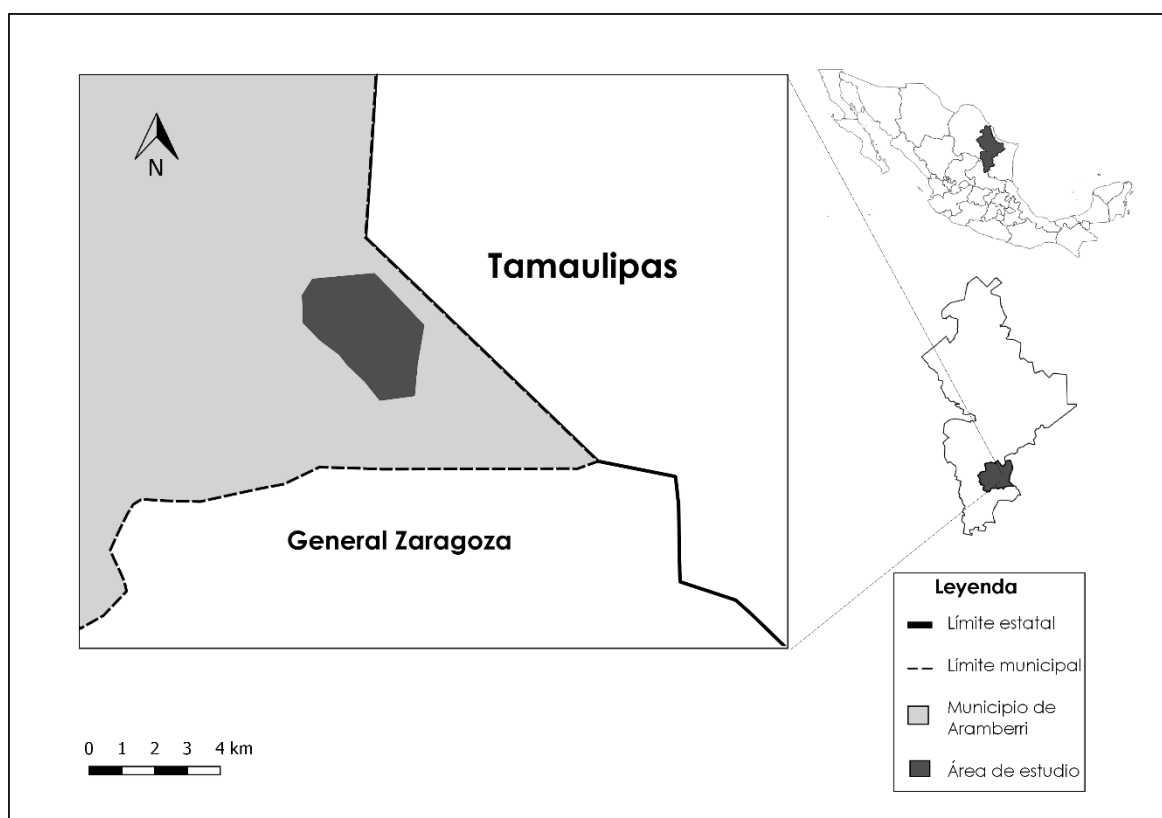 N
Tamaulipas
General Zaragoza
Leyenda
Límite estatal
Límite municipal
Municipio de
Aramberri
Área de estudio
0 1 2 3 4 km